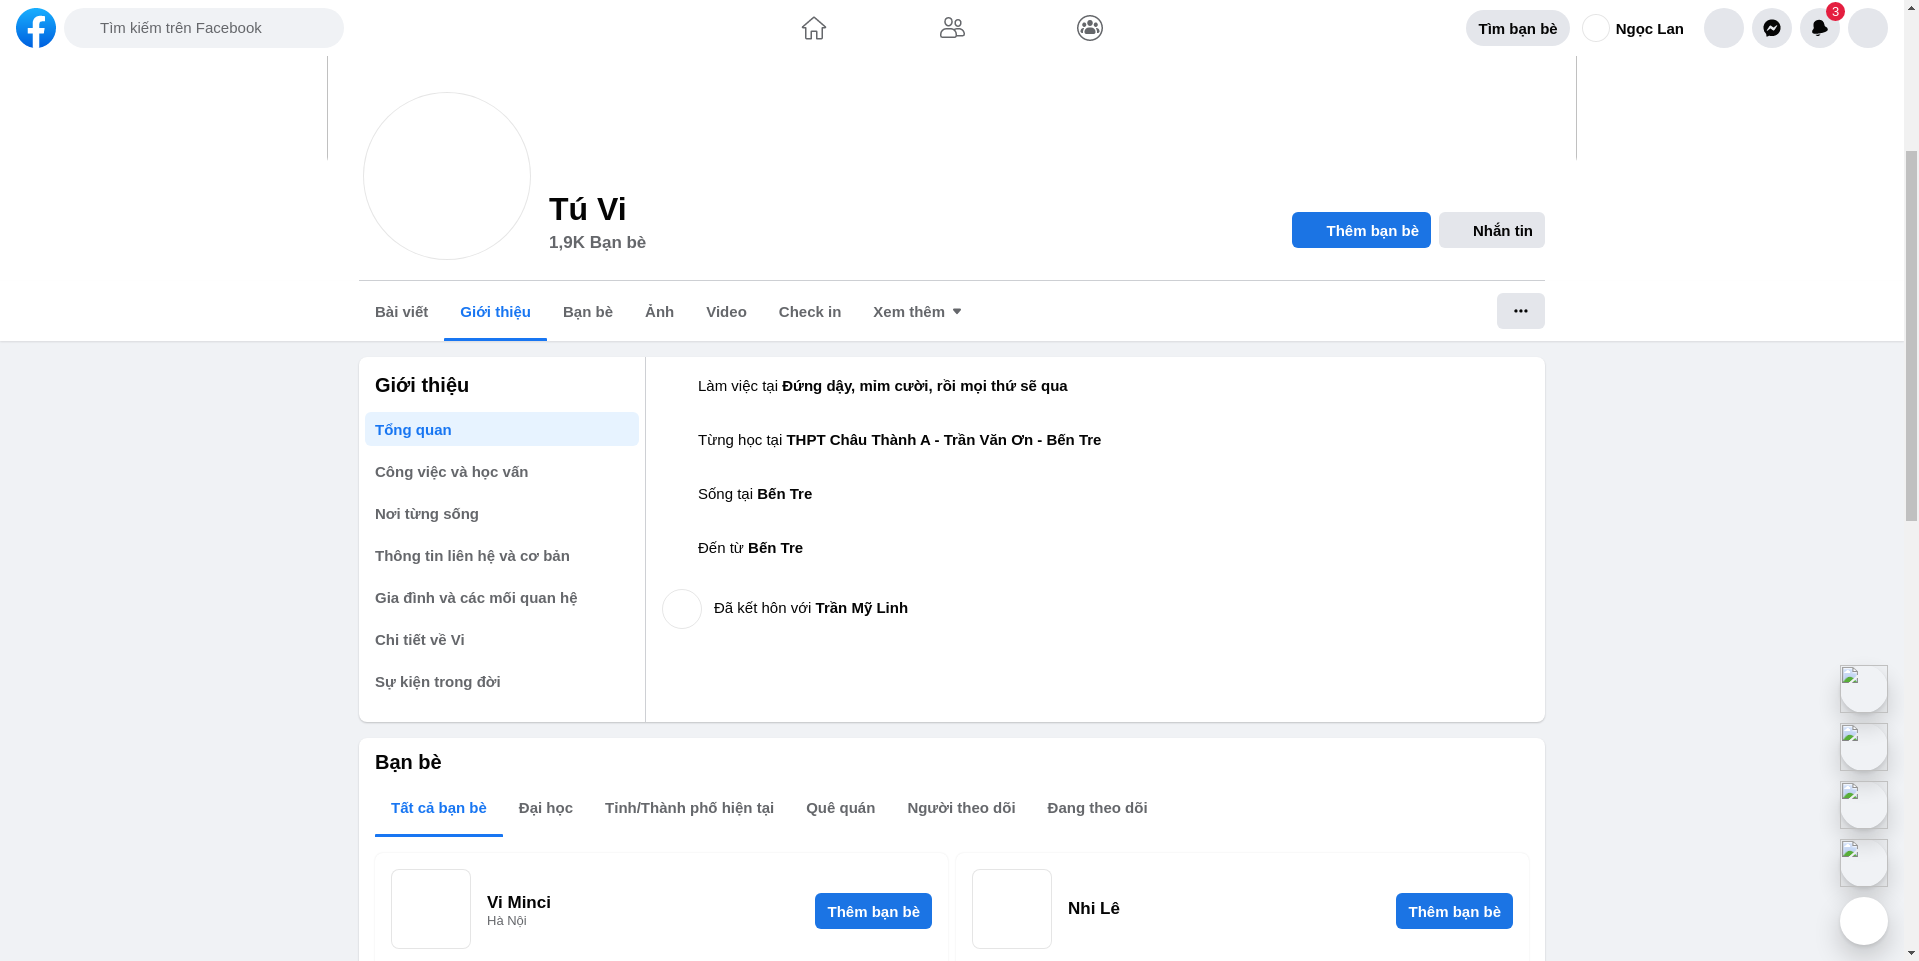 Tìm kiếm trên Facebook
Tìm bạn bè
Ngọc Lan
3
Tú Vi
1,9K Bạn bè
Thêm bạn bè
Nhắn tin
Bài viết
Giới thiệu
Bạn bè
Ảnh
Video
Check in
Xem thêm
Giới thiệu
Tổng quan
Công việc và học vấn
Nơi từng sống
Thông tin liên hệ và cơ bản
Gia đình và các mối quan hệ
Chi tiết về Vi
Sự kiện trong đời
Làm việc tại Đứng dậy, mỉm cười, rồi mọi thứ sẽ qua
Từng học tại THPT Châu Thành A - Trần Văn Ơn - Bến Tre
Sống tại Bến Tre
Đến từ Bến Tre
Đã kết hôn với Trần Mỹ Linh
Bạn bè
Tất cả bạn bè
Đại học
Tỉnh/Thành phố hiện tại
Quê quán
Người theo dõi
Đang theo dõi
Vi Minci
Hà Nội
Thêm bạn bè
Nhi Lê
Thêm bạn bè